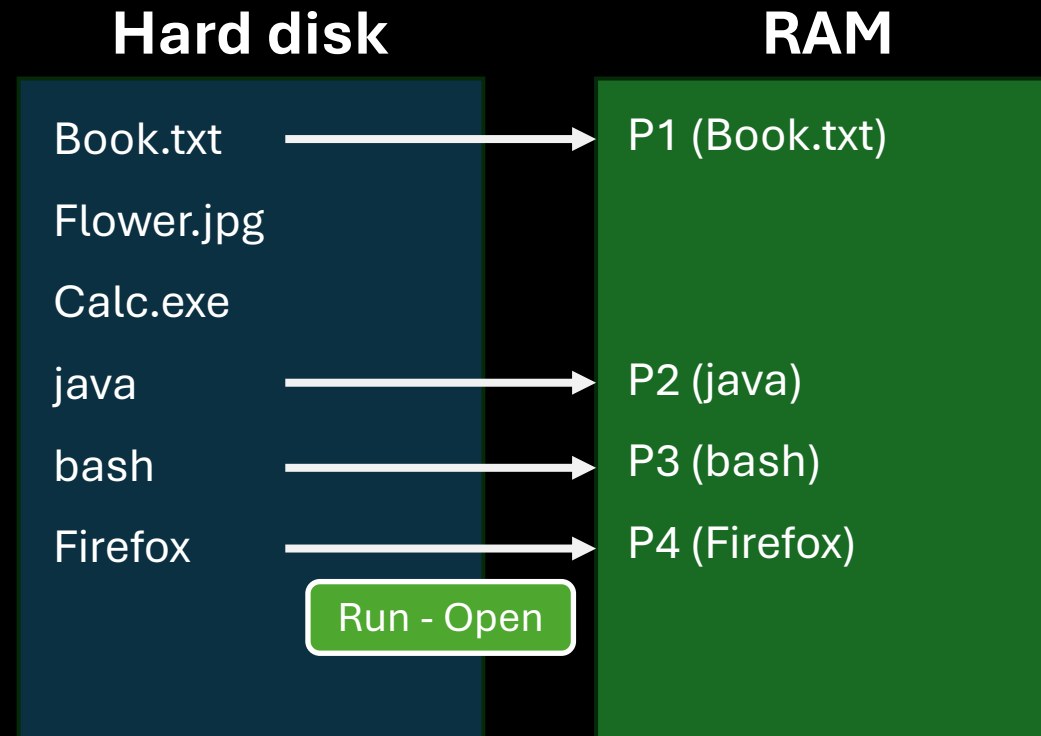 Hard disk
RAM
Book.txt
Flower.jpg
Calc.exe
java
bash
Firefox
Run - Open
P1 (Book.txt)
P2 (java)
P3 (bash)
P4 (Firefox)